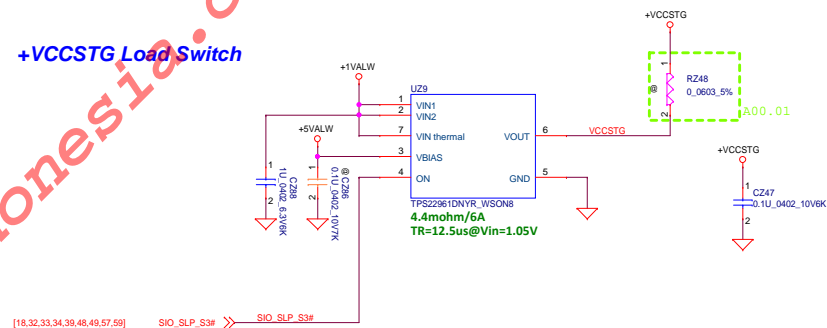 +VCCSTG Load Switch
+VCCSTG
+1VALW
RZ48
0_0603_5%
@
1
2
A00.01
UZ9
1
VIN1
2
VIN2
7
VIN thermal
VOUT
6
VCCSTG
3
VBIAS
4
ON
GND
5
+5VALW
TPS22961DNYR_WSON8
4.4mohm/6A
TR=12.5us@Vin=1.05V
1
2
CZ88
1U_0402_6.3V6K
1
2
@ CZ86
0.1U_0402_10V7K
+VCCSTG
1
CZ47
0.1U_0402_10V6K
2
[18,32,33,34,39,48,49,57,59]
SIO_SLP_S3#
SIO_SLP_S3#
onesia.